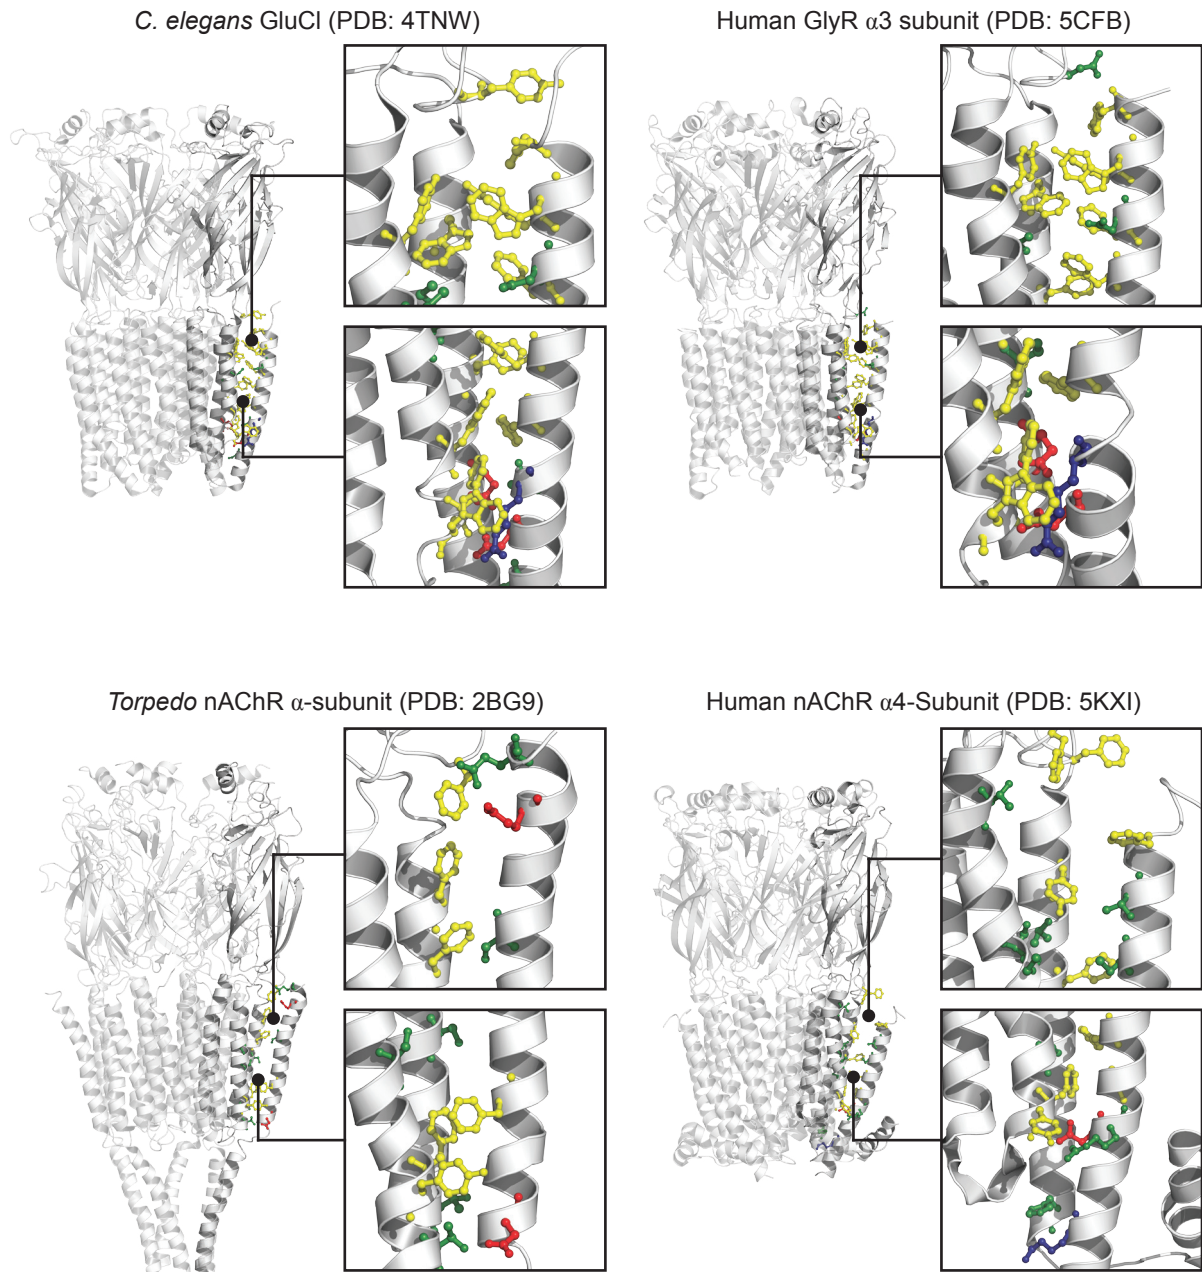 C. elegans GluCl (PDB: 4TNW)
Human GlyR α3 subunit (PDB: 5CFB)
Torpedo nAChR α-subunit (PDB: 2BG9)
Human nAChR α4-Subunit (PDB: 5KXI)